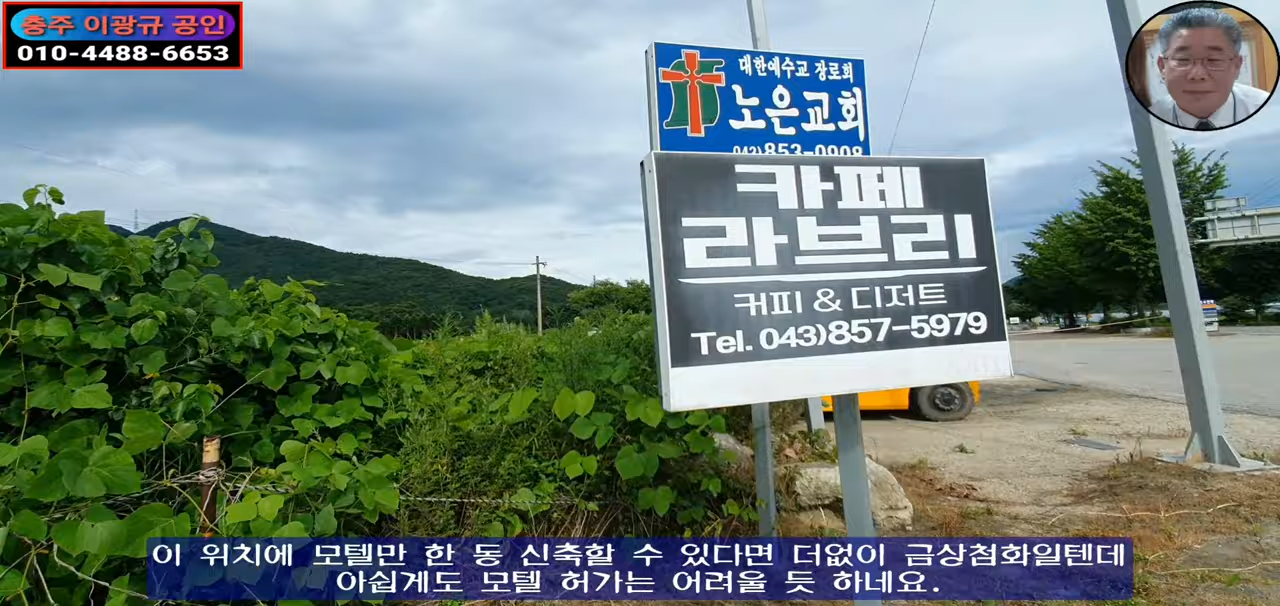 충주 이광규 공인
010-4488-6653
대한예수교 장로회
노은교회
043)853-0908
카페
라브리
커피 & 디저트
Tel. 043)857-5979
이 위치에 모텔만 한 동 신축할 수 있다면 더없이 금상첨화일텐데
아쉽게도 모텔 허가는 어려울 듯 하네요.